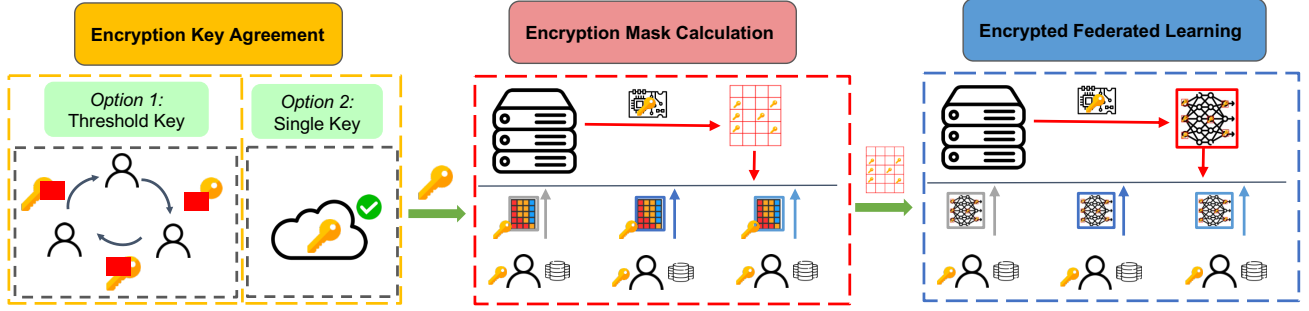 Encryption Key Agreement
Encryption Mask Calculation
Encrypted Federated Learning
Option 1:
Threshold Key
Option 2:
Single Key